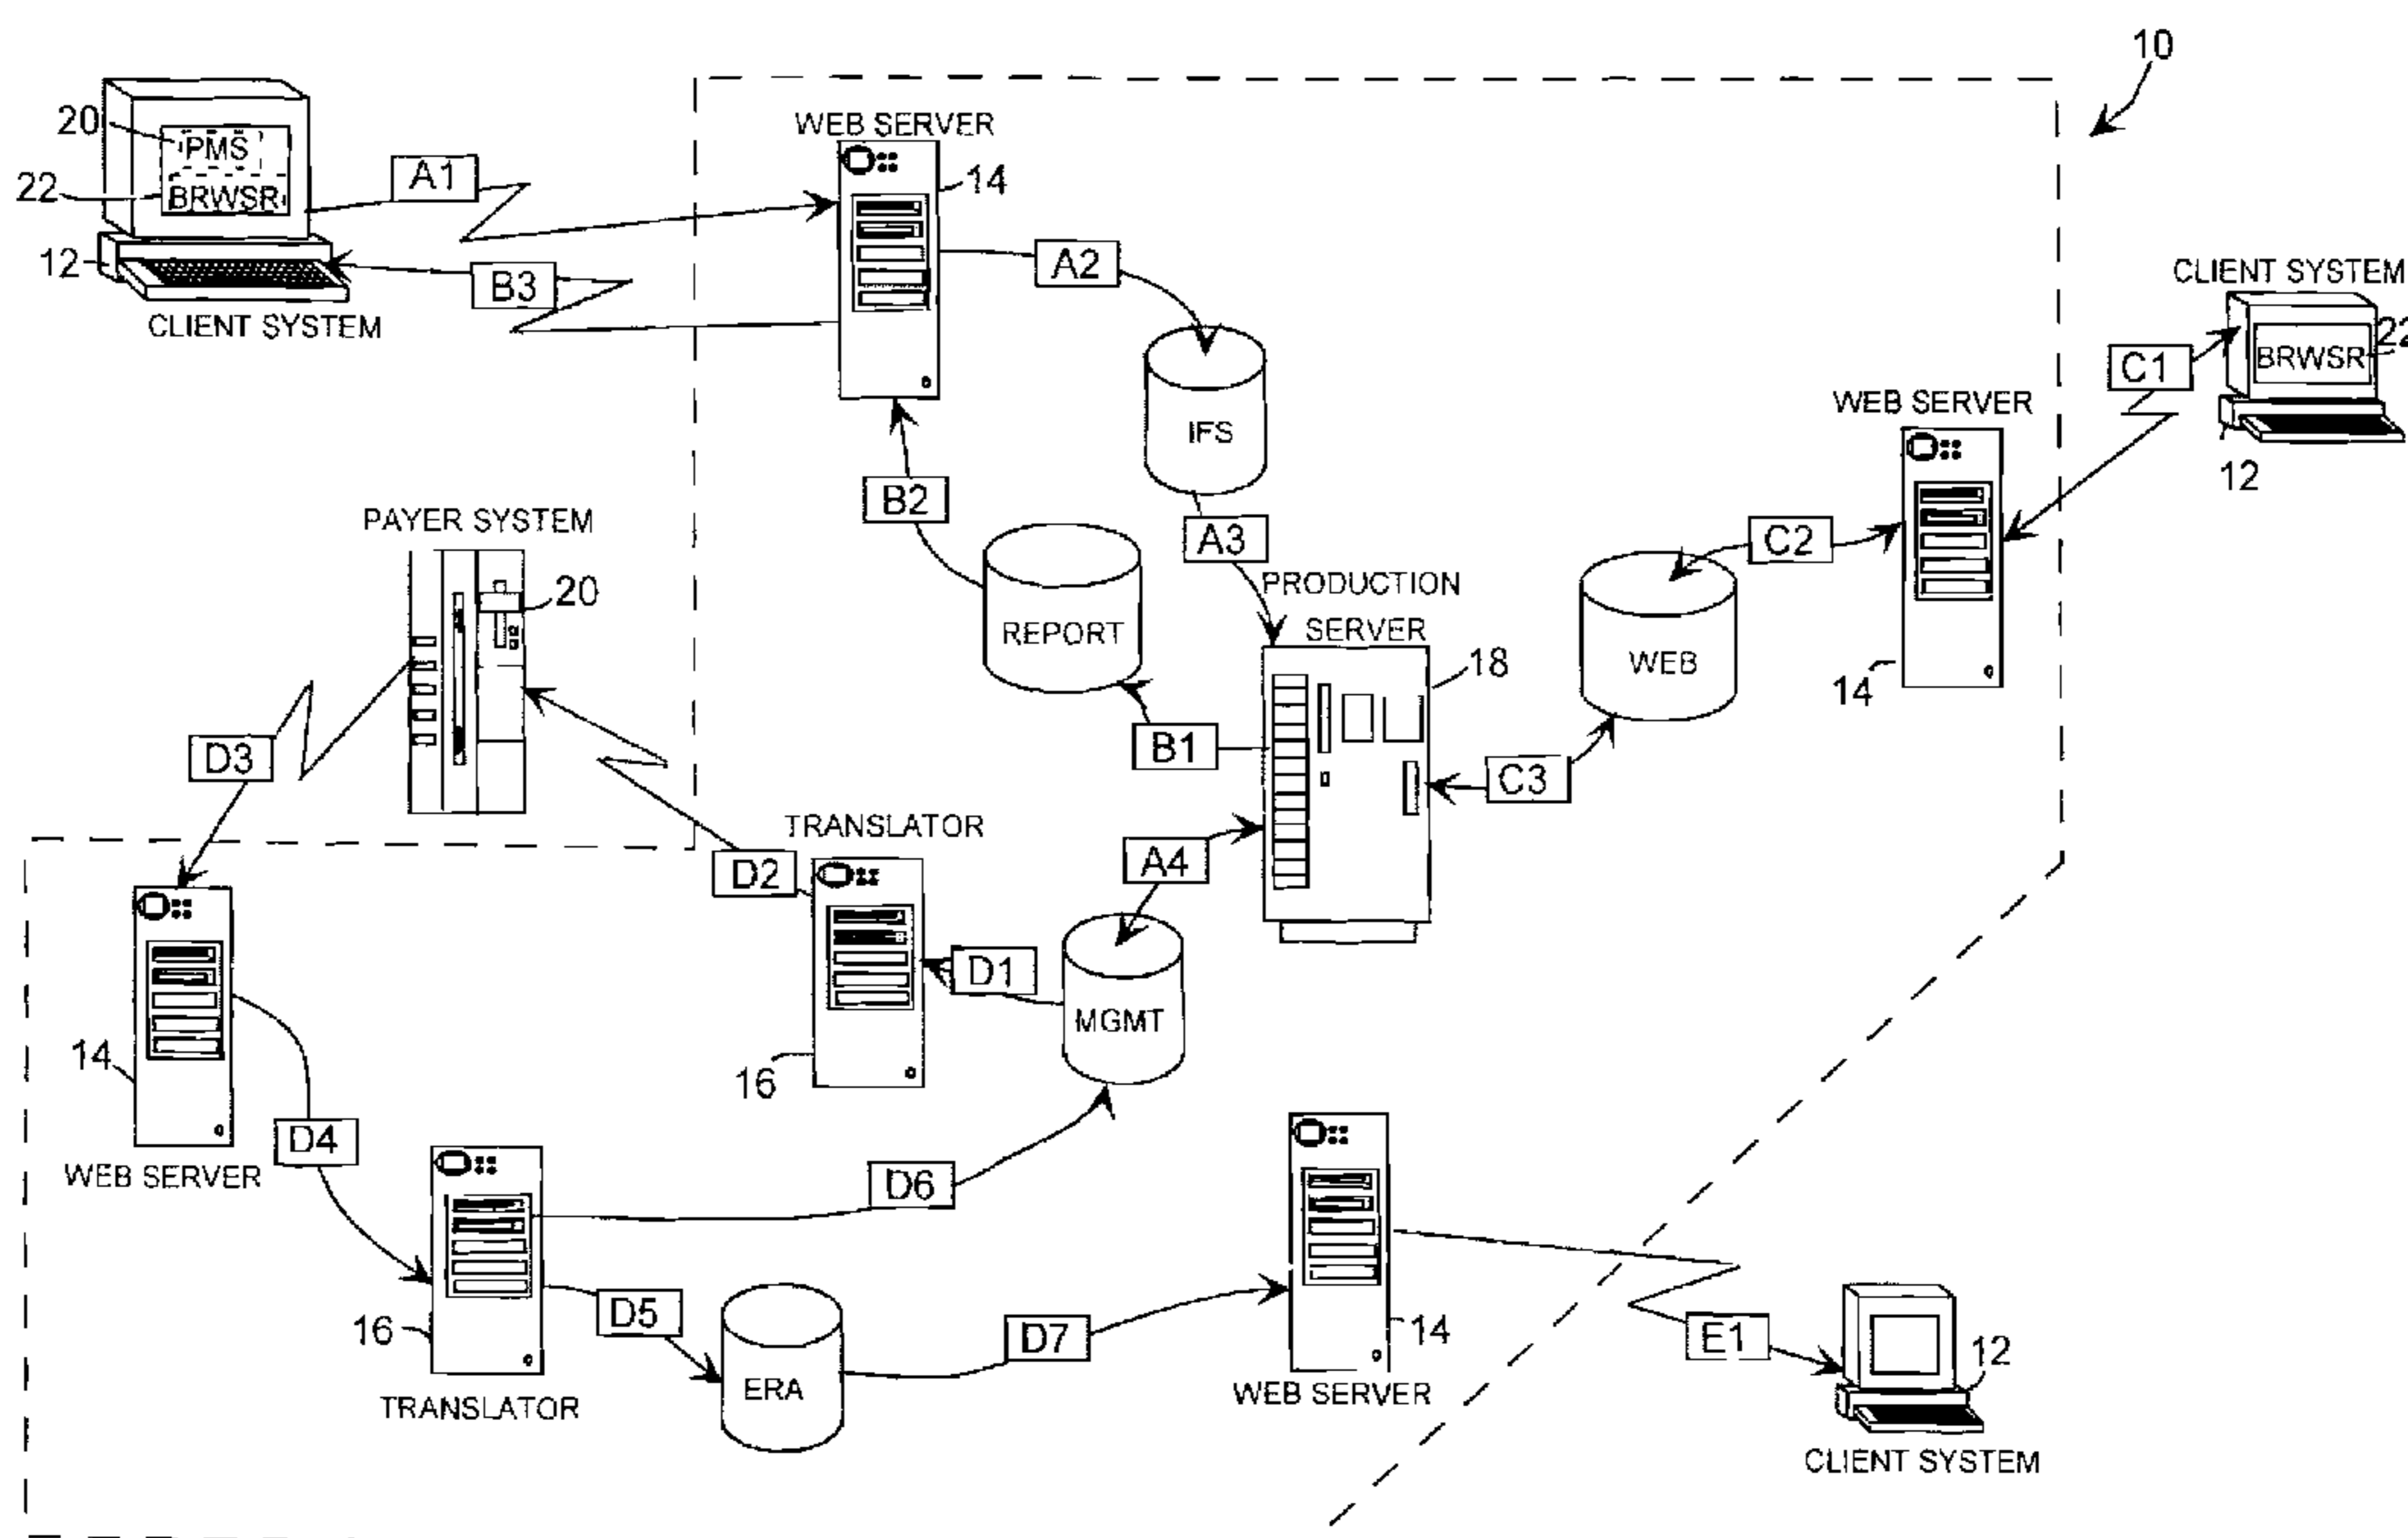 10
20
PMS
22
BRWSR
A1
12
B3
CLIENT SYSTEM
WEB SERVER
14
A2
IFS
CLIENT SYSTEM
22
BRWSR
C1
12
WEB SERVER
14
C2
WEB
C3
B2
REPORT
A3
PRODUCTION
SERVER
18
B1
A4
PAYER SYSTEM
20
D3
D2
TRANSLATOR
16
D1
MGMT
14
WEB SERVER
D4
16
TRANSLATOR
D6
D5
ERA
D7
14
WEB SERVER
E1
12
CLIENT SYSTEM